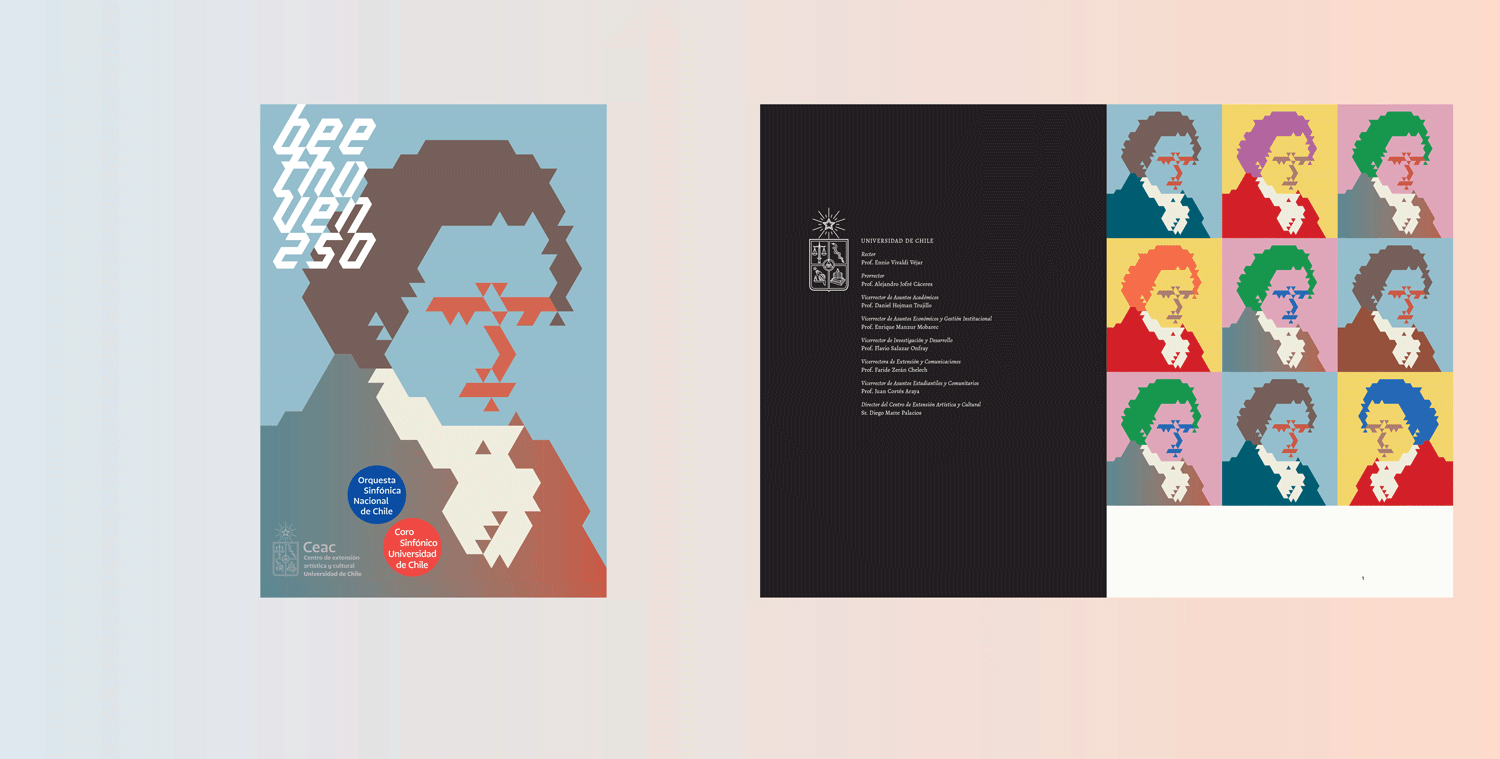 bee
tho
ven
250
Orquesta
Sinfónica
Nacional
de Chile
Coro
Sinfónico
Universidad
de Chile
Ceac
Centro de extensión
artística y cultural
Universidad de Chile
UNIVERSIDAD DE CHILE
Rector
Prof. Ennio Vivaldi Véjar
Prorrector
Prof. Alejandro Jofré Cáceres
Vicerrector de Asuntos Académicos
Prof. Daniel Hojman Trujillo
Vicerrector de Asuntos Económicos y Gestión Institucional
Prof. Enrique Manzur Mobarec
Vicerrector de Investigación y Desarrollo
Prof. Flavio Salazar Onfray
Vicerrectora de Extensión y Comunicaciones
Prof. Faride Zerán Chelech
Vicerrector de Asuntos Estudiantiles y Comunitarios
Prof. Juan Cortés Araya
Director del Centro de Extensión Artística y Cultural
Sr. Diego Matte Palacios
1